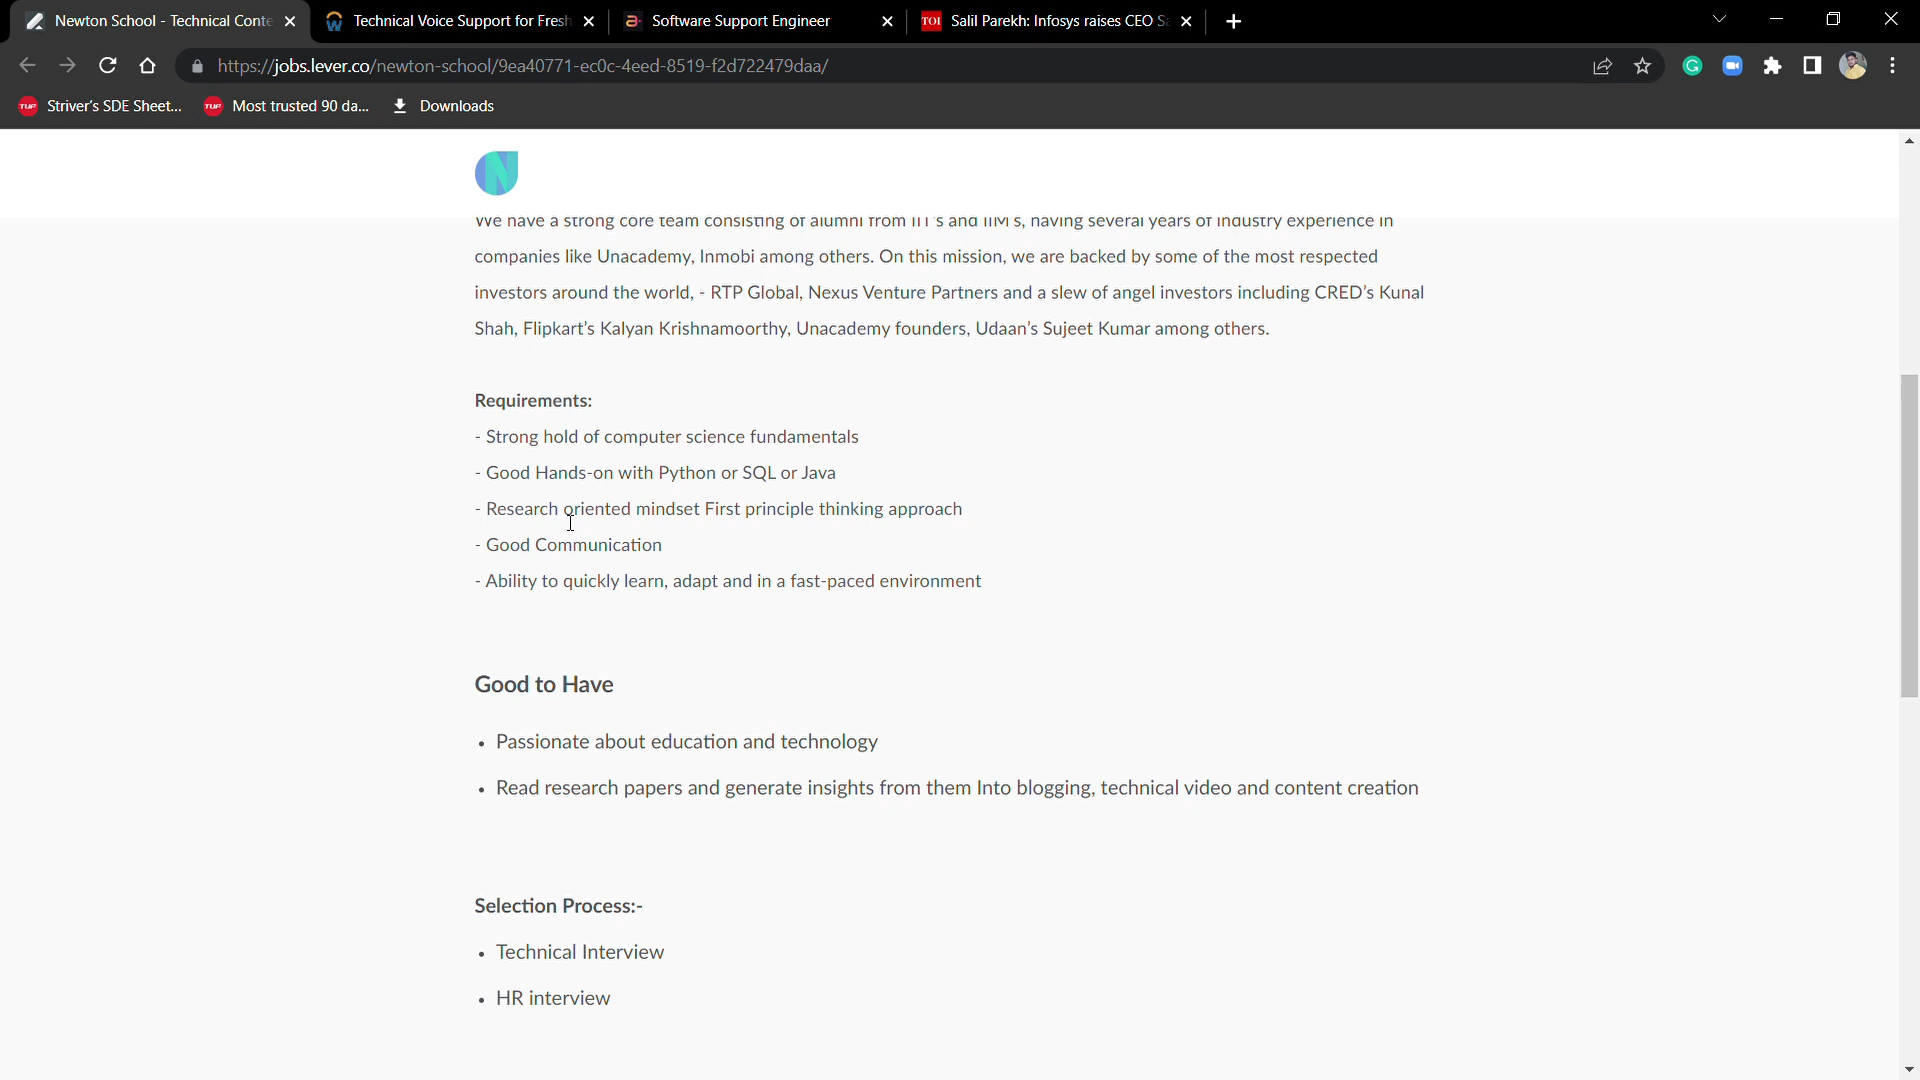 Newton School - Technical Conte
Technical Voice Support for Fresh
Software Support Engineer
TOI
Salil Parekh: Infosys raises CEO S
https://jobs.lever.co/newton-school/9ea40771-ec0c-4eed-8519-f2d722479daa/
TUF Striver's SDE Sheet...
TUF Most trusted 90 da...
Downloads
We have a strong core team consisting of alumni from IIT's and IIM's, having several years of industry experience in
companies like Unacademy, Inmobi among others. On this mission, we are backed by some of the most respected
investors around the world, - RTP Global, Nexus Venture Partners and a slew of angel investors including CRED's Kunal
Shah, Flipkart's Kalyan Krishnamoorthy, Unacademy founders, Udaan's Sujeet Kumar among others.
Requirements:
- Strong hold of computer science fundamentals
- Good Hands-on with Python or SQL or Java
- Research oriented mindset First principle thinking approach
- Good Communication
- Ability to quickly learn, adapt and in a fast-paced environment
Good to Have
• Passionate about education and technology
• Read research papers and generate insights from them Into blogging, technical video and content creation
Selection Process:-
• Technical Interview
• HR interview